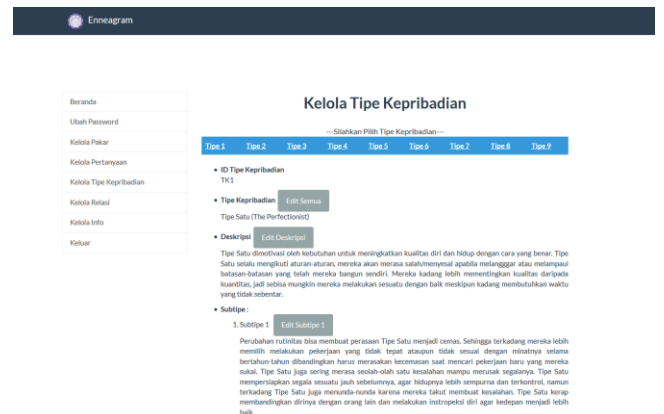 Enneagram
Beranda
Ubah Password
Kelola Pakar
Kelola Pertanyaan
Kelola Tipe Kepribadian
Kelola Relasi
Kelola Info
Keluar
Kelola Tipe Kepribadian
---Silahkan Pilih Tipe Kepribadian---
Tipe 1 Tipe 2 Tipe 3 Tipe 4 Tipe 5 Tipe 6 Tipe 7 Tipe 8 Tipe 9
• ID Tipe Kepribadian
TK1
• Tipe Kepribadian Edit Semua
Tipe Satu (The Perfectionist)
• Deskripsi Edit Deskripsi
Tipe Satu dimotivasi oleh kebutuhan untuk meningkatkan kualitas diri dan hidup dengan cara yang benar. Tipe
Satu selalu mengikuti aturan-aturan, mereka akan merasa salah/menyesal apabila melangggar atau melampaui
batasan-batasan yang telah mereka bangun sendiri. Mereka kadang lebih mementingkan kualitas daripada
kuantitas, jadi sebisa mungkin mereka melakukan sesuatu dengan baik meskipun kadang membutuhkan waktu
yang tidak sebentar.
• Subtipe :
1. Subtipe 1 Edit Subtipe 1
Perubahan rutinitas bisa membuat perasaan Tipe Satu menjadi cemas. Sehingga terkadang mereka lebih
memilih melakukan pekerjaan yang tidak tepat ataupun tidak sesuai dengan minatnya selama
bertahun-tahun dibandingkan harus merasakan kecemasan saat mencari pekerjaan baru yang mereka
sukai. Tipe Satu juga sering merasa seolah-olah satu kesalahan mampu merusak segalanya. Tipe Satu
mempersiapkan segala sesuatu jauh sebelumnya, agar hidupnya lebih sempurna dan terkontrol, namun
terkadang Tipe Satu juga menunda-nunda karena mereka takut membuat kesalahan. Tipe Satu kerap
membandingkan dirinya dengan orang lain dan melakukan instropeksi diri agar kedepan menjadi lebih
baik.